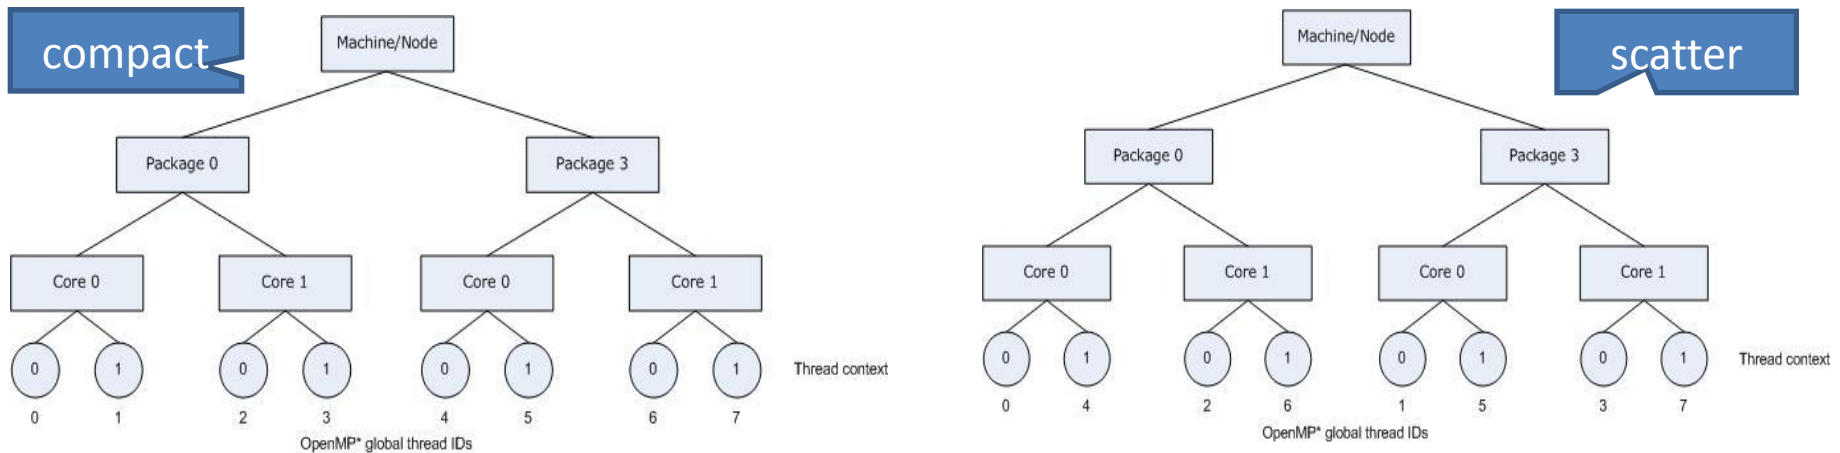 compact
Machine/Node
Package 0 Package 3
Core 0 Core 1 Core 0 Core 1
0 1 0 1 0 1 0 1 Thread context
0 1 2 3 4 5 6 7
OpenMP* global thread IDs
scatter
Machine/Node
Package 0 Package 3
Core 0 Core 1 Core 0 Core 1
0 1 0 1 0 1 0 1 Thread context
0 4 2 6 1 5 3 7
OpenMP* global thread IDs